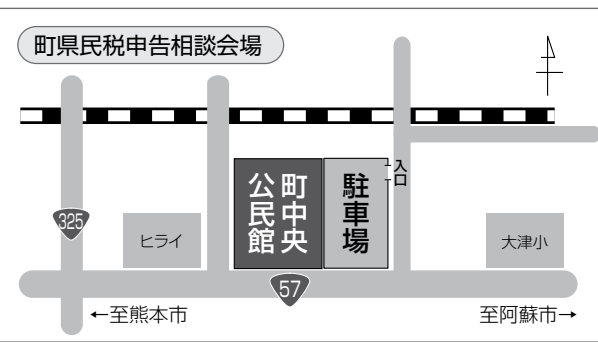 町県民税申告相談会場
町中央
公民館
駐車場
入口
325
ヒライ
大津小
57
←至熊本市
至阿蘇市→